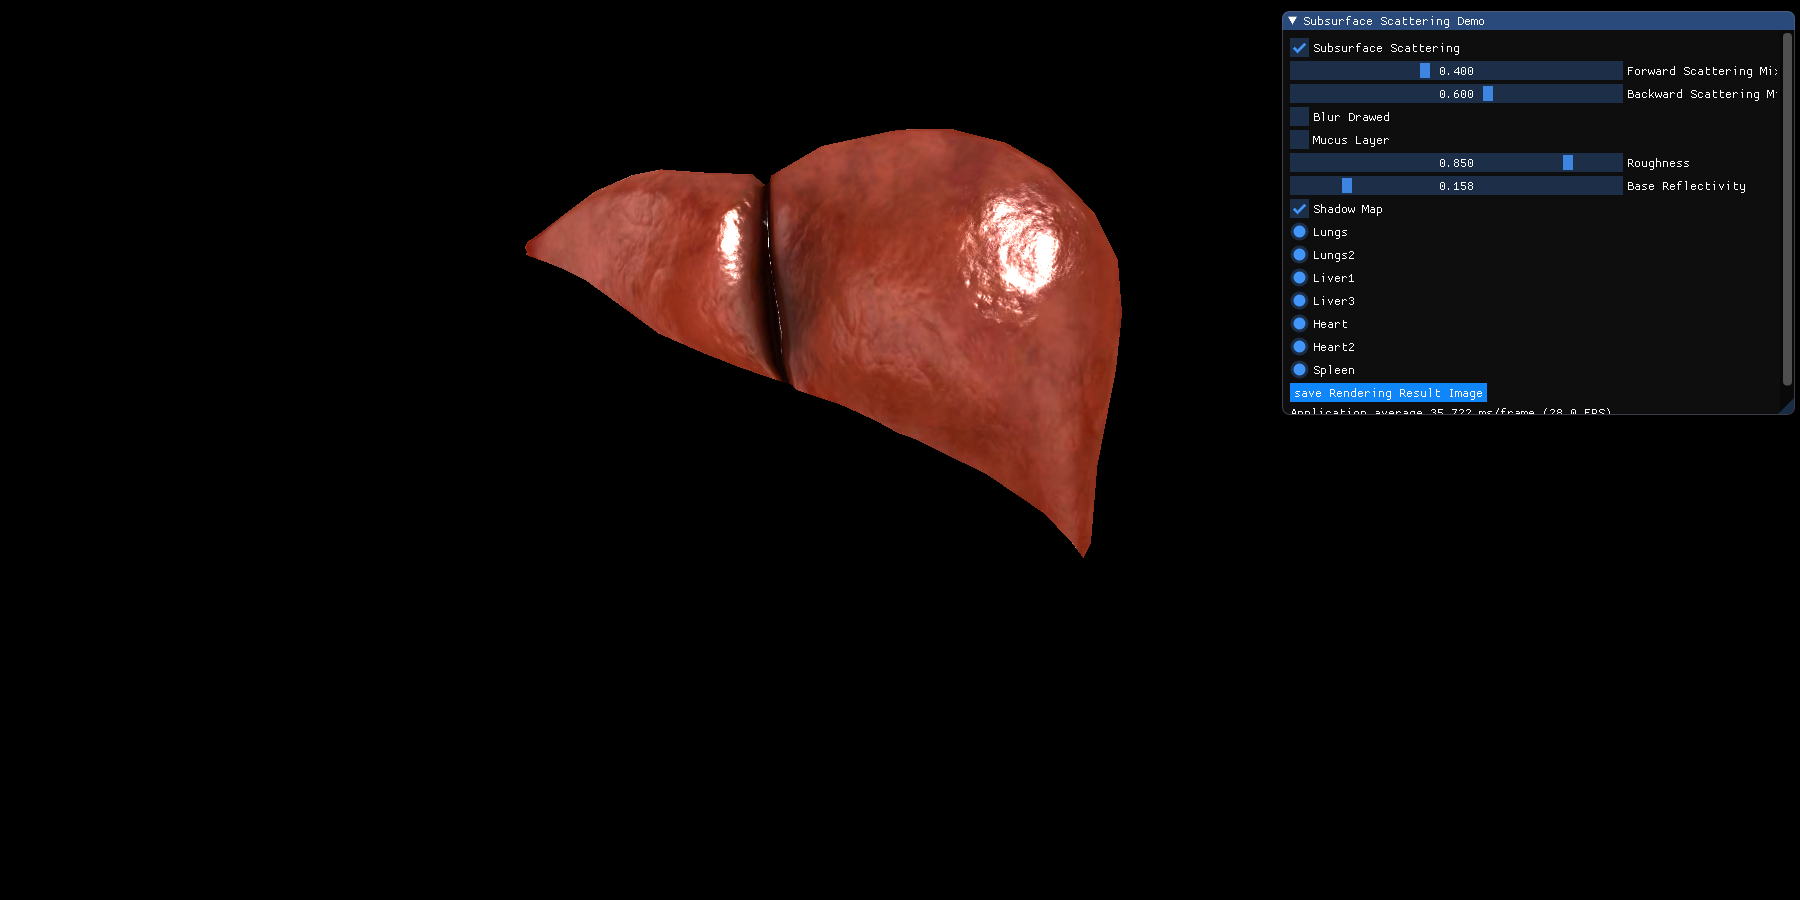 Subsurface Scattering Demo
Subsurface Scattering
0.400 Forward Scattering Mi
0.600 Backward Scattering M
Blur Drawed
Mucus Layer
0.850 Roughness
0.158 Base Reflectivity
Shadow Map
Lungs
Lungs2
Liver1
Liver3
Heart
Heart2
Spleen
save Rendering Result Image
Application average 35.722 ms/frame (28.0 FPS)